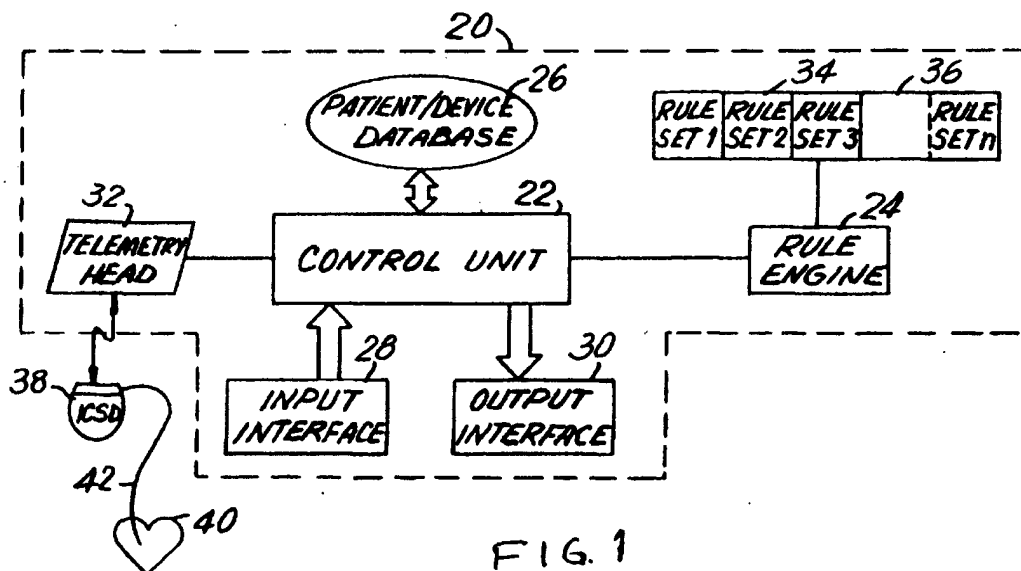 20
PATIENT/DEVICE
DATABASE
26
34
36
RULE
SET 1
RULE
SET 2
RULE
SET 3
RULE
SET n
32
TELEMETRY
HEAD
22
CONTROL UNIT
24
RULE
ENGINE
28
INPUT
INTERFACE
30
OUTPUT
INTERFACE
38
ICSD
42
40
FIG. 1